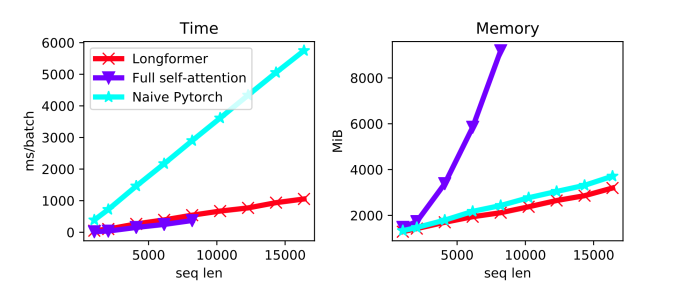 Time
6000
5000
4000
3000
2000
1000
0
ms/batch
5000 10000 15000
seq len
Longformer
Full self-attention
Naive Pytorch
Memory
8000
6000
4000
2000
MiB
5000 10000 15000
seq len